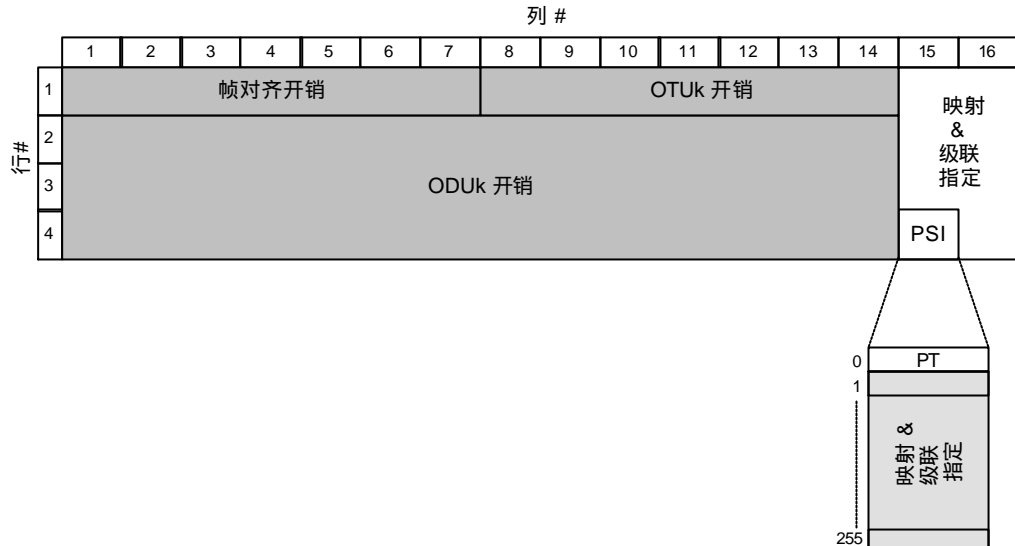 列 #
1 2 3 4 5 6 7 8 9 10 11 12 13 14 15 16
行#
1
帧对齐开销
OTUk 开销
映射
&
级联
指定
2
3
ODUk 开销
4
PSI
0
PT
1
映射 &
级联
指定
255